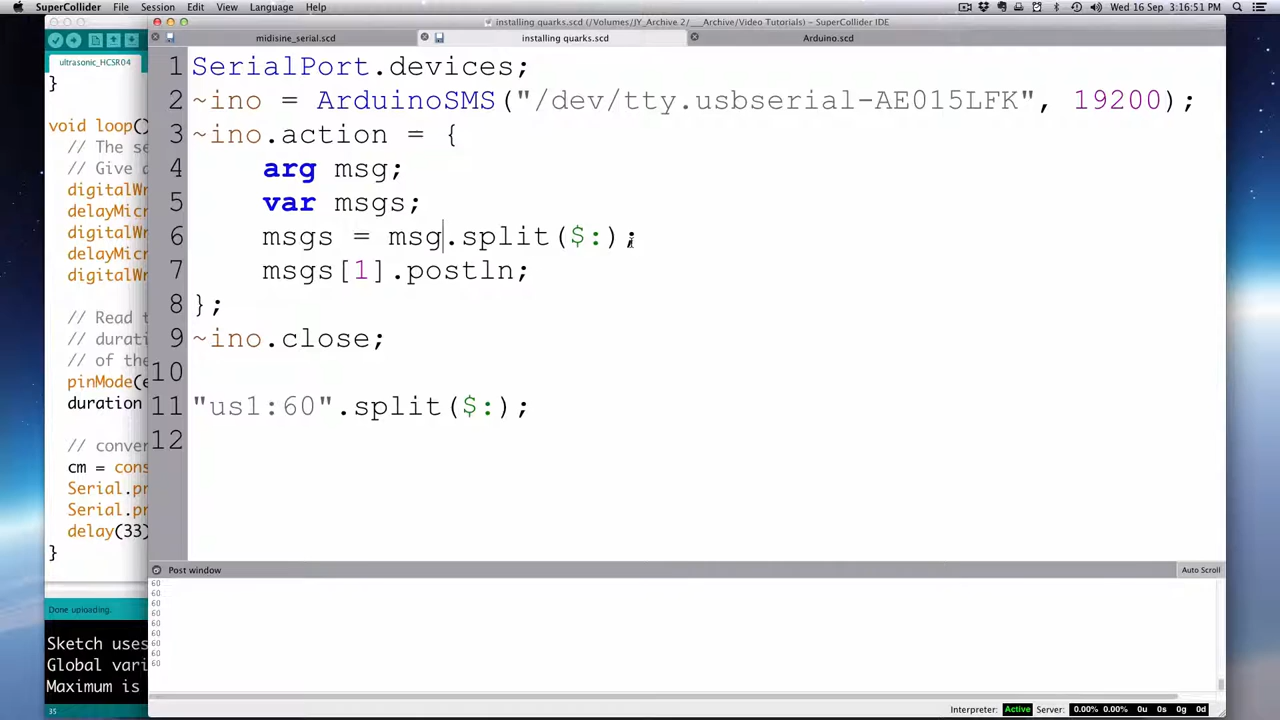 SuperCollider File Session Edit View Language Help Wed 16 Sep 3:16:51 PM
installing quarks.scd (/Volumes/JY_Archive 2/___Archive/Video Tutorials) – SuperCollider IDE
midisine_serial.scd installing quarks.scd Arduino.scd
ultrasonic_HCSR04
}
void loop()
// The se
// Give a
digitalWr
delayMicr
digitalWr
delayMicr
digitalWr
// Read t
// durati
// of the
pinMode(e
duration
// conver
cm = cons
Serial.pr
Serial.pr
delay(33)
}
Done uploading.
Sketch uses
Global vari
Maximum is
35
1 SerialPort.devices;
2 ~ino = ArduinoSMS("/dev/tty.usbserial-AE015LFK", 19200);
3 ~ino.action = {
4 arg msg;
5 var msgs;
6 msgs = msg.split($:);
7 msgs[1].postln;
8 };
9 ~ino.close;
10
11 "us1:60".split($:);
12
Post window Auto Scroll
60
60
60
60
60
60
60
60
60
Interpreter: Active Server: 0.00% 0.00% 0u 0s 0g 0d